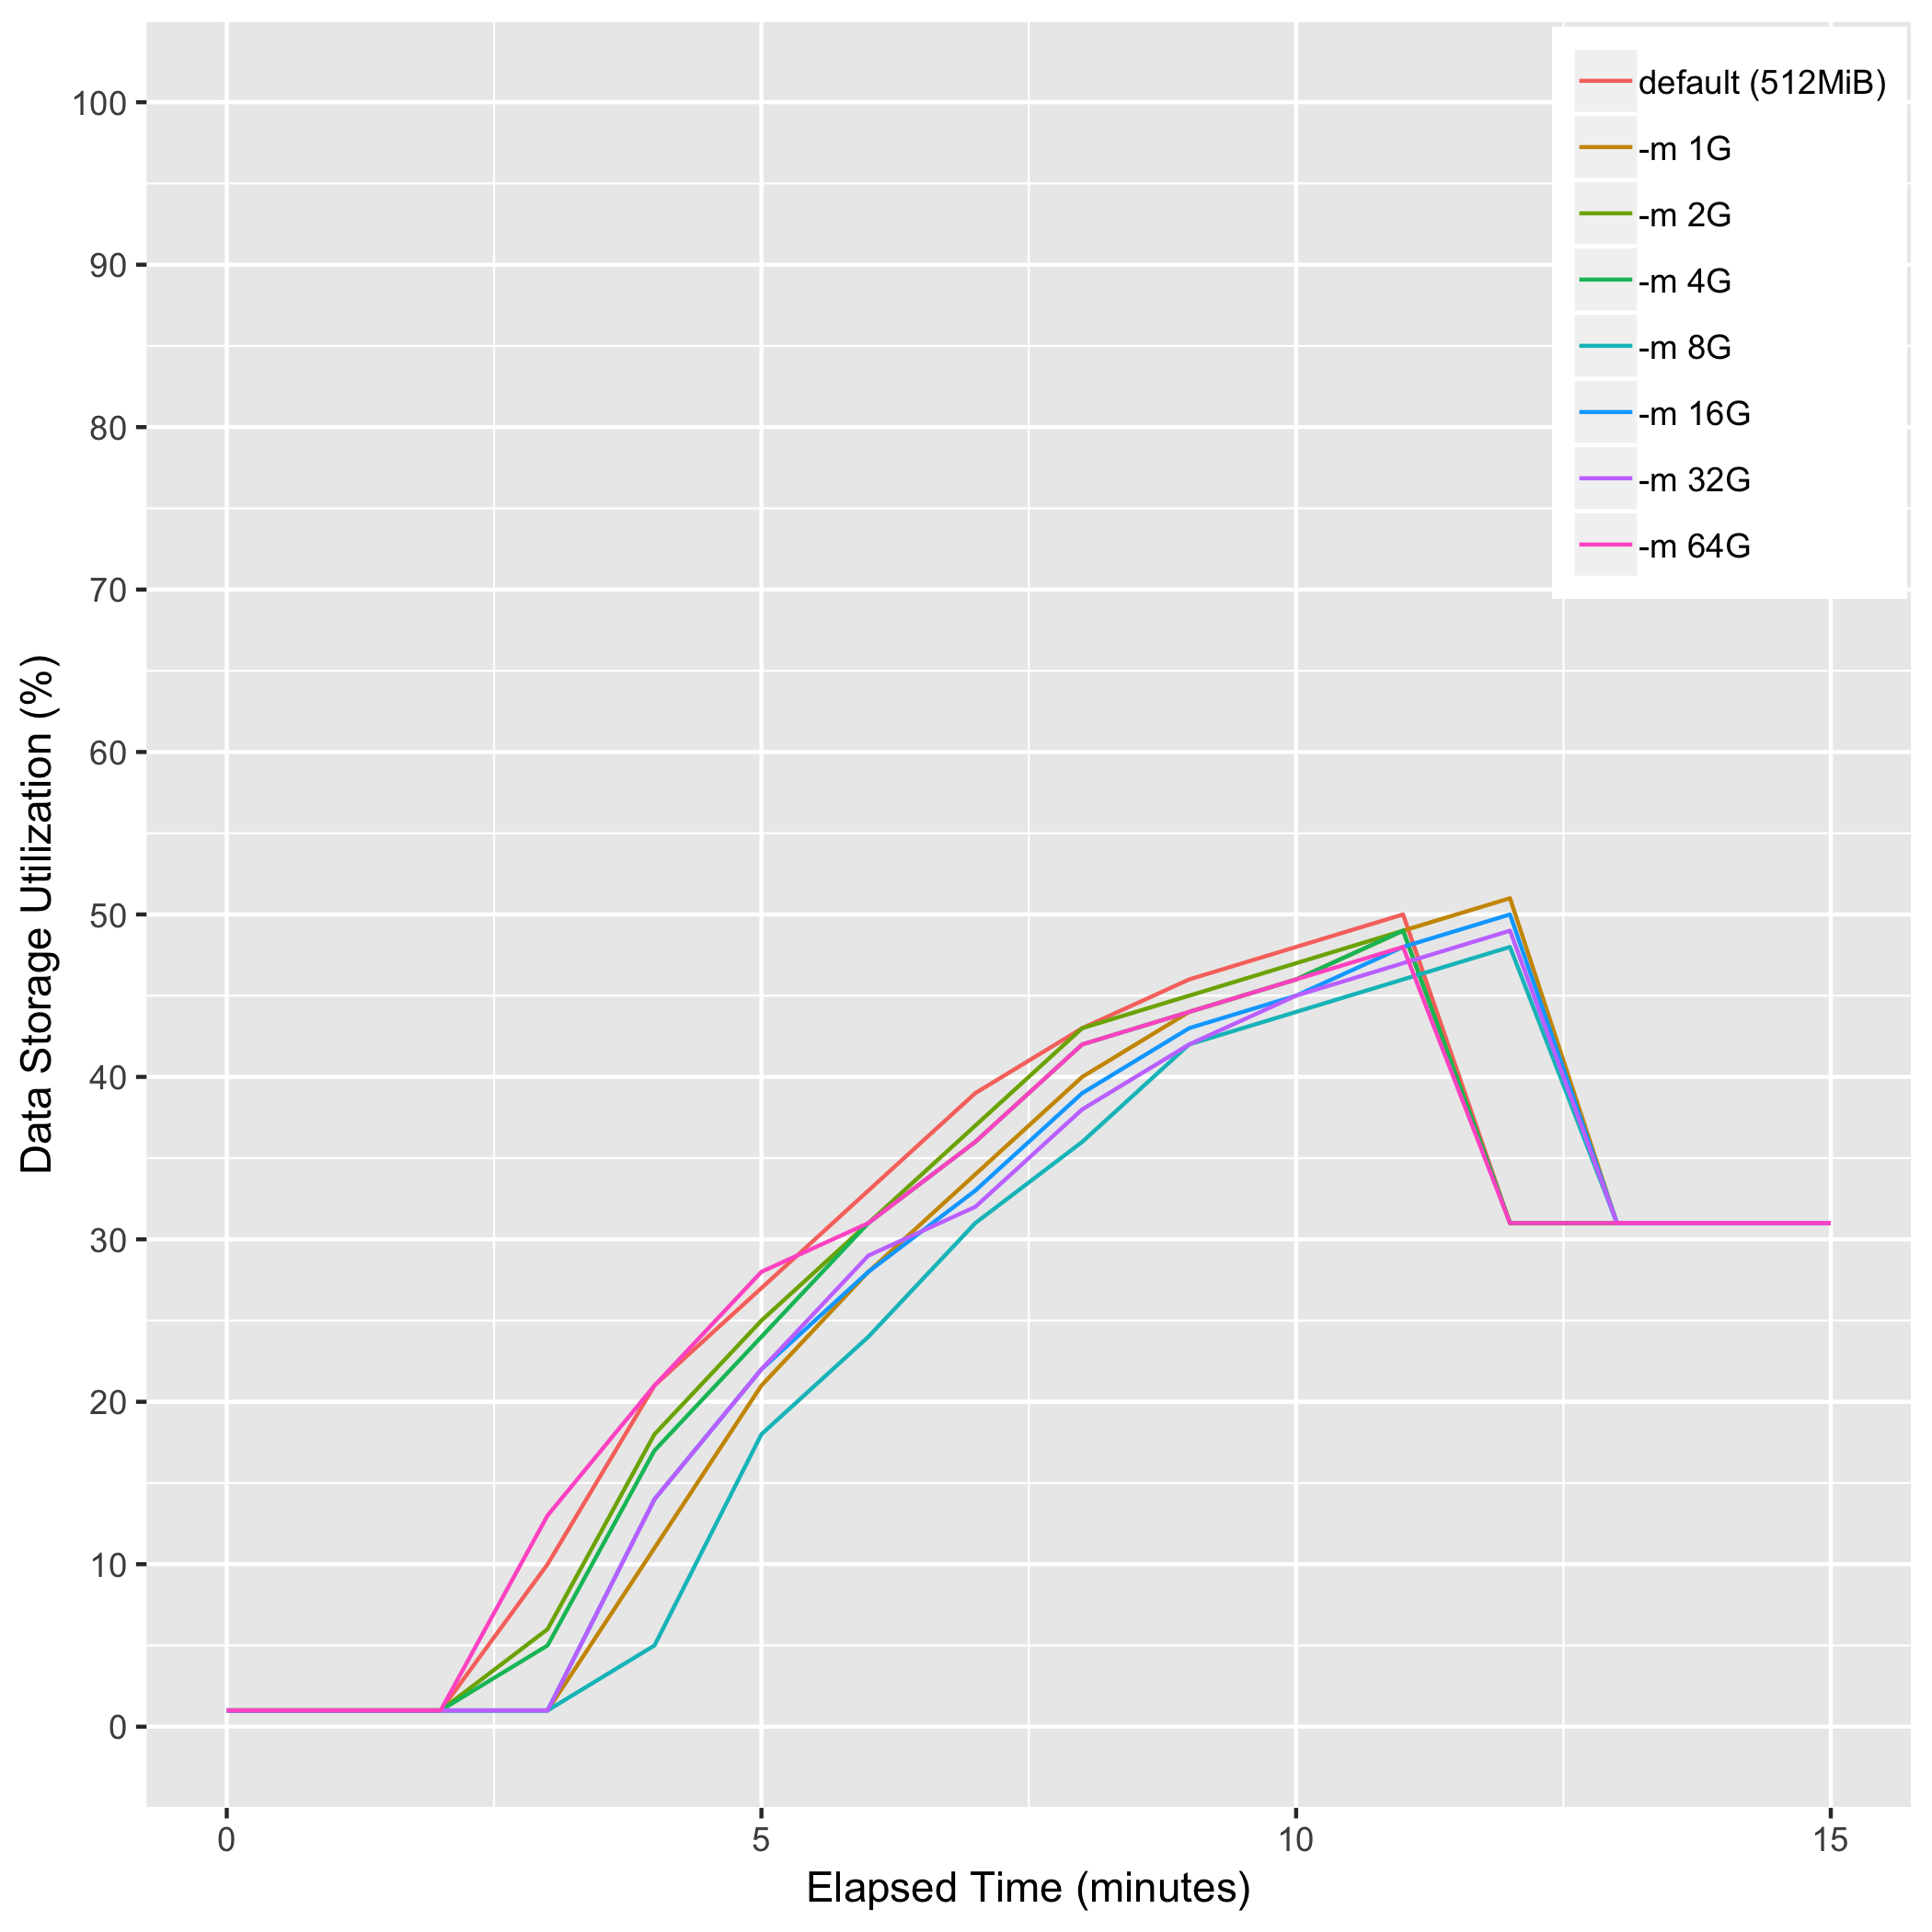 default (512MiB)
-m 1G
-m 2G
-m 4G
-m 8G
-m 16G
-m 32G
-m 64G
100
90
80
70
60
50
40
30
20
10
0
Data Storage Utilization (%)
0 5 10 15
Elapsed Time (minutes)